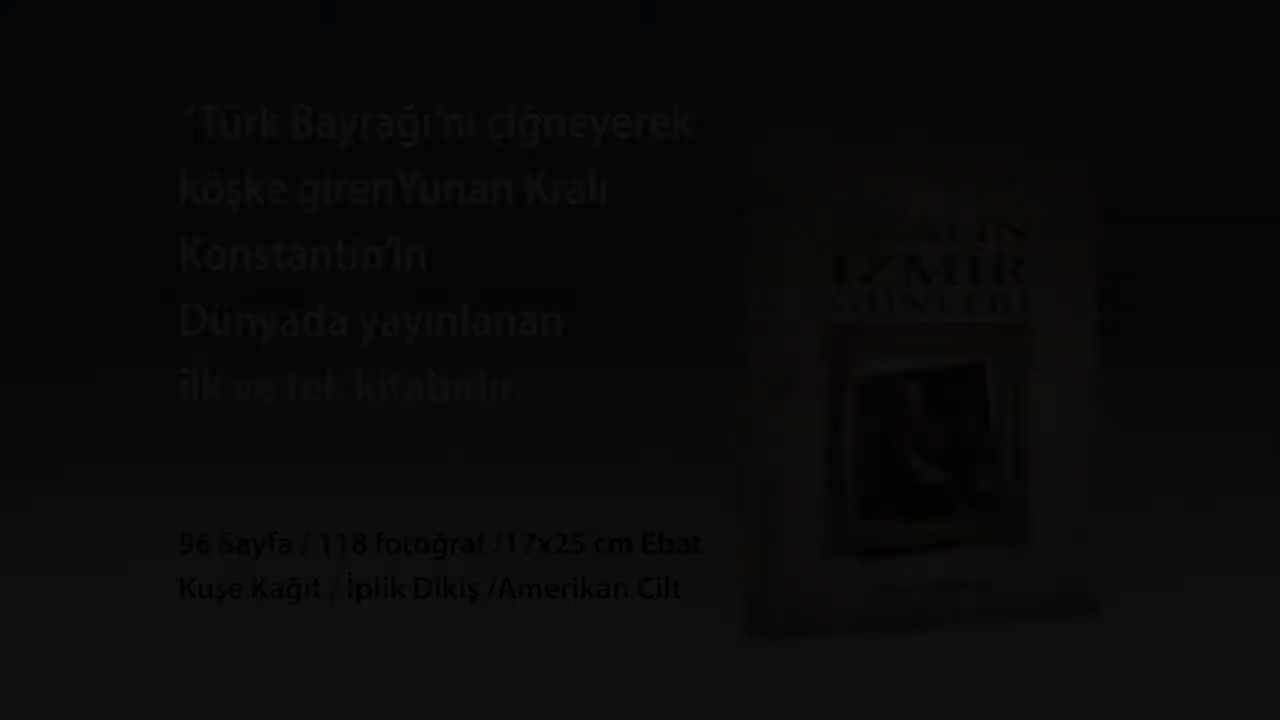 "Türk Bayrağı'nı çiğneyerek
köşke girenYunan Kralı
Konstantin'in
Dünyada yayınlanan
ilk ve tek kitabıdır.
96 Sayfa / 118 fotoğraf /17x25 cm Ebat
Kuşe Kağıt / İplik Dikiş /Amerikan Cilt
İZMİR